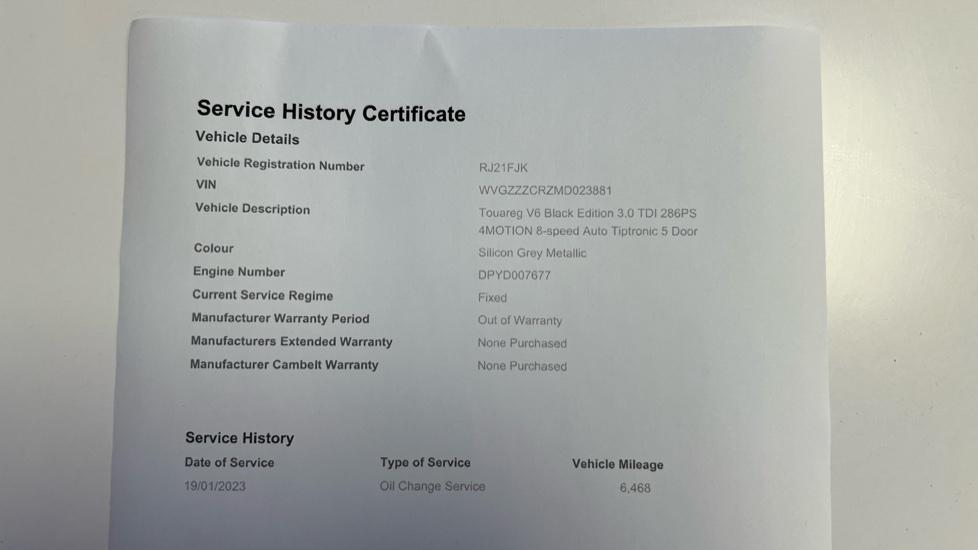 Service History Certificate
Vehicle Details
Vehicle Registration Number RJ21FJK
VIN WVGZZZCRZMD023881
Vehicle Description Touareg V6 Black Edition 3.0 TDI 286PS
4MOTION 8-speed Auto Tiptronic 5 Door
Colour Silicon Grey Metallic
Engine Number DPYD007677
Current Service Regime Fixed
Manufacturer Warranty Period Out of Warranty
Manufacturers Extended Warranty None Purchased
Manufacturer Cambelt Warranty None Purchased
Service History
Date of Service Type of Service Vehicle Mileage
19/01/2023 Oil Change Service 6,468